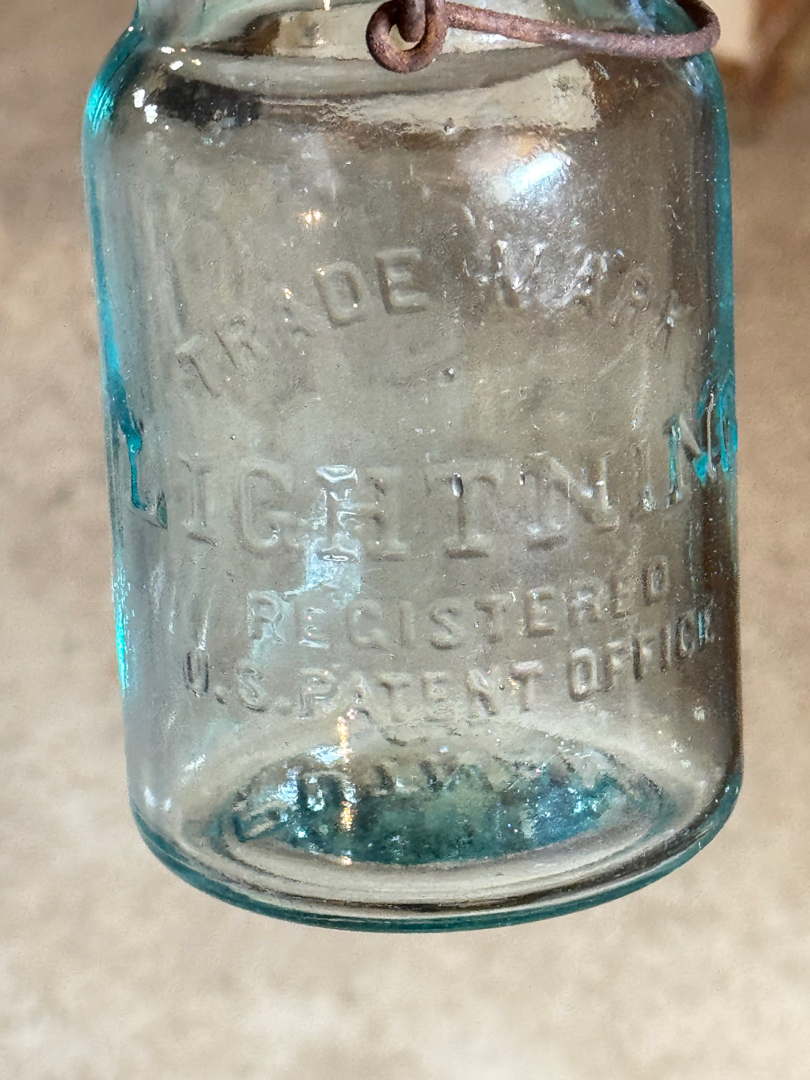 TRADE MARK
LIGHTNING
REGISTERED
U.S. PATENT OFFICE